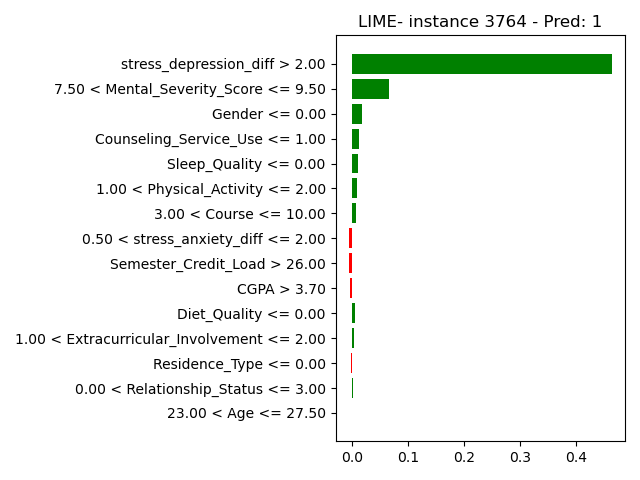 LIME- instance 3764 - Pred: 1
stress_depression_diff > 2.00
7.50 < Mental_Severity_Score <= 9.50
Gender <= 0.00
Counseling_Service_Use <= 1.00
Sleep_Quality <= 0.00
1.00 < Physical_Activity <= 2.00
3.00 < Course <= 10.00
0.50 < stress_anxiety_diff <= 2.00
Semester_Credit_Load > 26.00
CGPA > 3.70
Diet_Quality <= 0.00
1.00 < Extracurricular_Involvement <= 2.00
Residence_Type <= 0.00
0.00 < Relationship_Status <= 3.00
23.00 < Age <= 27.50
0.0 0.1 0.2 0.3 0.4